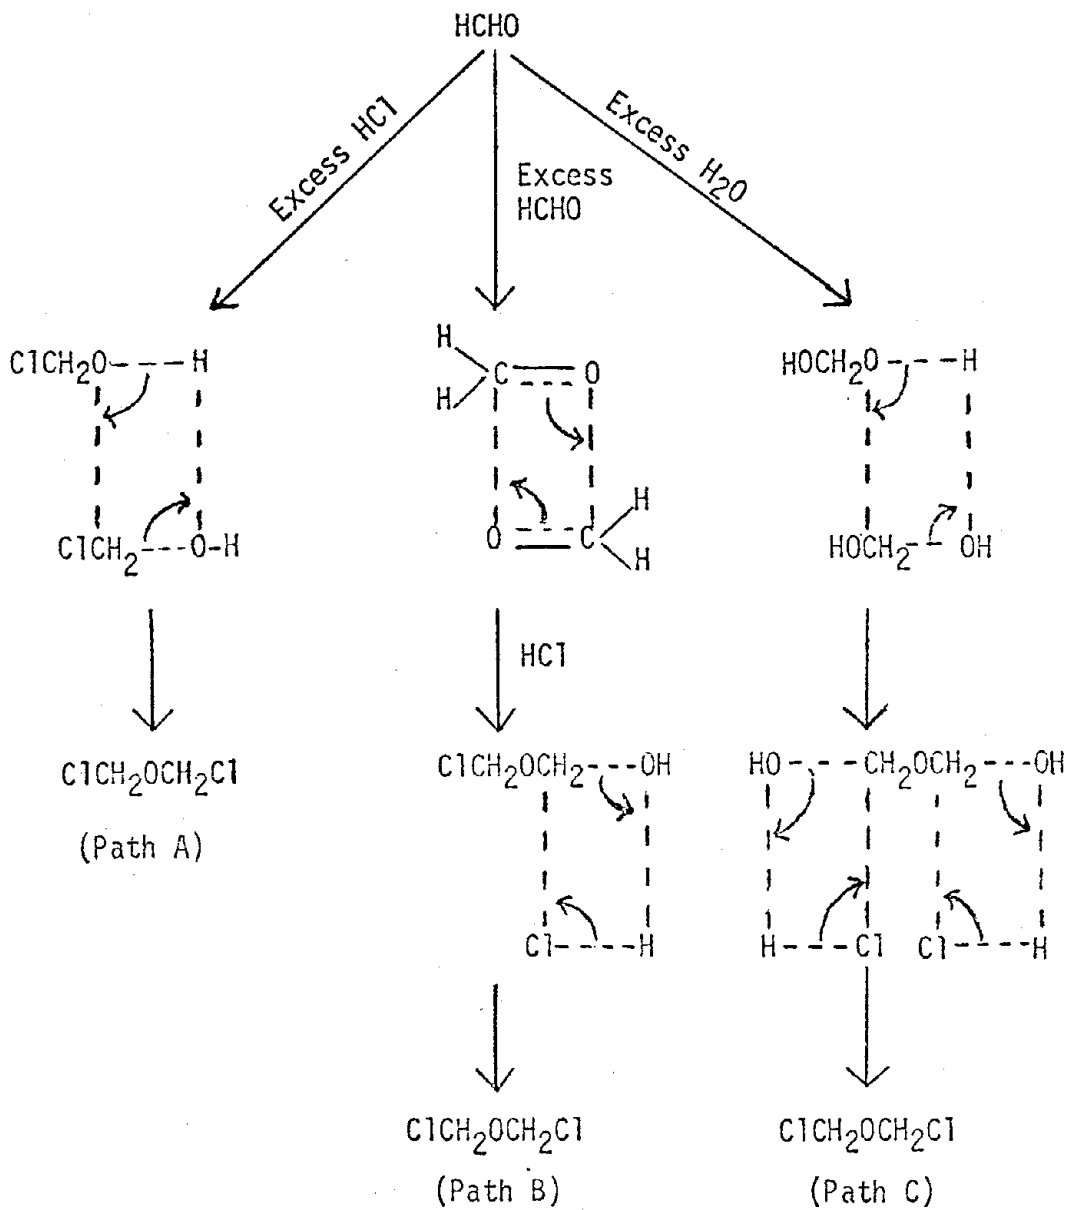 HCHO
Excess HCl
Excess
HCHO
Excess H2O
ClCH2O---H
ClCH2---O-H
H
H
C
O
O
C
H
H
HOCH2O---H
HOCH2--OH
HCl
ClCH2OCH2Cl
(Path A)
ClCH2OCH2---OH
Cl----H
HO----CH2OCH2---OH
H---Cl
Cl----H
ClCH2OCH2Cl
(Path B)
ClCH2OCH2Cl
(Path C)